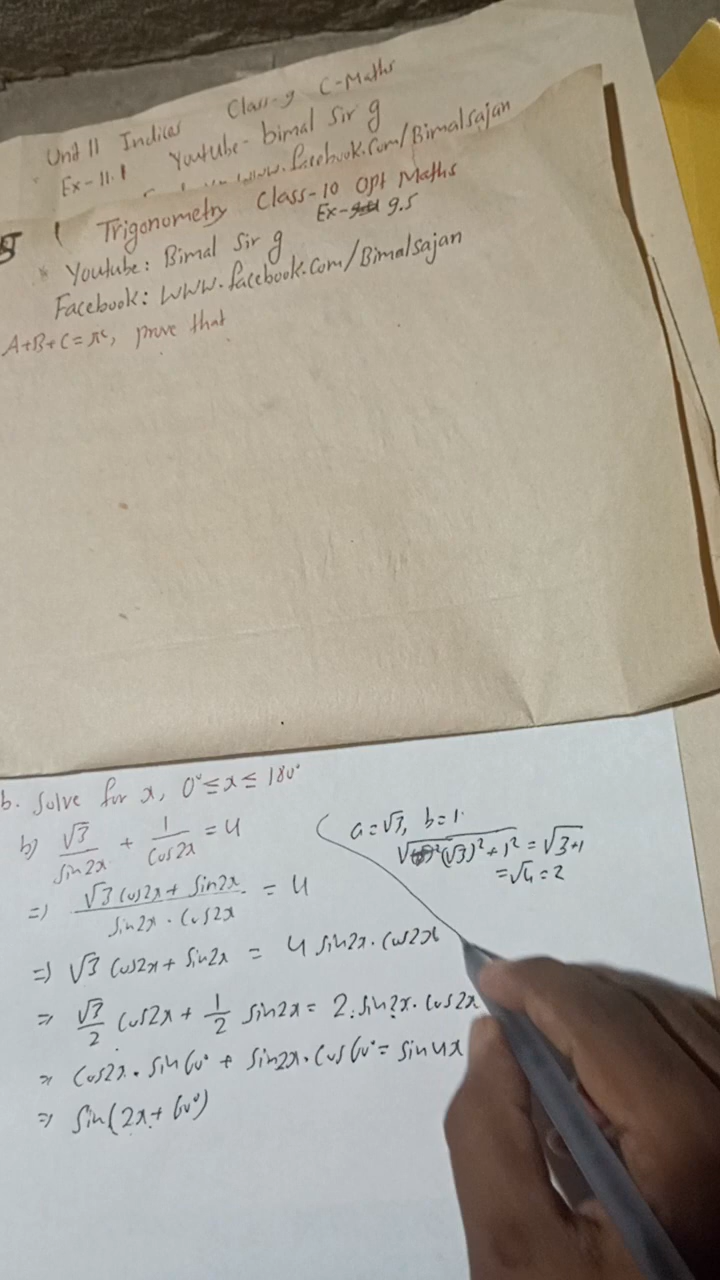 Unit 11 Indices Class-9 C-Maths
Ex-11.1 Youtube- bimal Sir g
www.facebook.com/Bimalsajan
Trigonometry Class-10 Opt Maths
Ex- 9.5
* Youtube: Bimal Sir g
Facebook: www.facebook.com/Bimalsajan
A+B+C=πᶜ, prove that
b. Solve for x, 0°≤x≤ 180°
b) √3/sin2x + 1/cos2x = 4
a=√3, b=1
√(√3)²+1² = √3+1
=√4=2
=) √3 cos2x + sin2x / sin2x . cos2x = 4
=) √3 cos2x + sin2x = 4 sin2x. cos2x
=> √3/2 cos2x + 1/2 sin2x = 2.sin2x. cos2x
=> cos2x. sin60° + sin2x. cos60° = sin4x
=> sin(2x+60°)